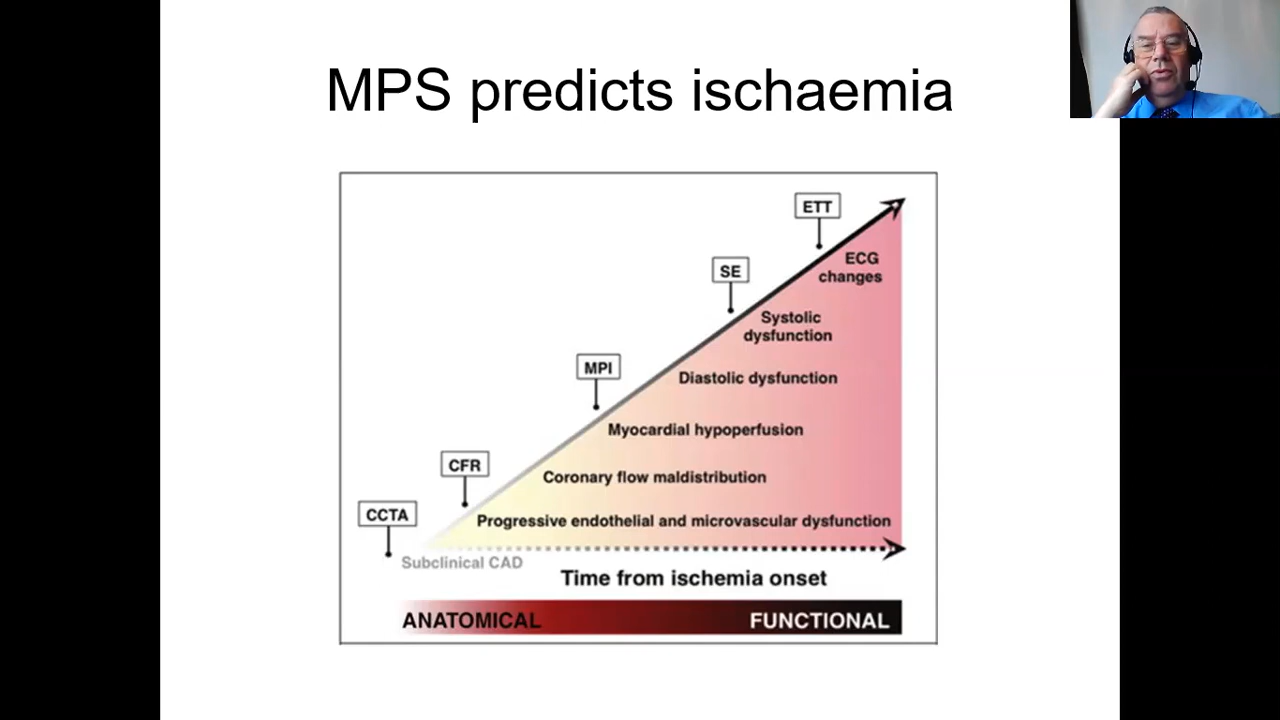 MPS predicts ischaemia
ETT
ECG
changes
SE
Systolic
dysfunction
MPI
Diastolic dysfunction
Myocardial hypoperfusion
CFR
Coronary flow maldistribution
CCTA
Progressive endothelial and microvascular dysfunction
Subclinical CAD
Time from ischemia onset
ANATOMICAL
FUNCTIONAL